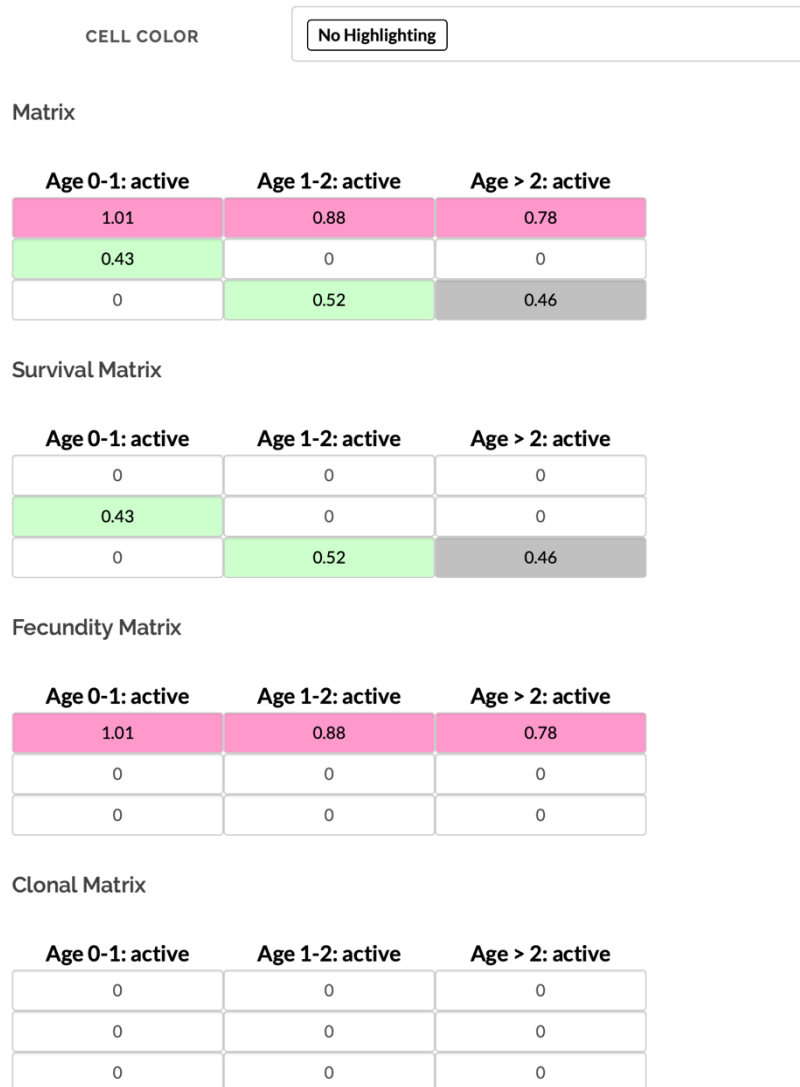 CELL COLOR No Highlighting
Matrix
Age 0-1: active Age 1-2: active Age > 2: active
1.01 0.88 0.78
0.43 0 0
0 0.52 0.46
Survival Matrix
Age 0-1: active Age 1-2: active Age > 2: active
0 0 0
0.43 0 0
0 0.52 0.46
Fecundity Matrix
Age 0-1: active Age 1-2: active Age > 2: active
1.01 0.88 0.78
0 0 0
0 0 0
Clonal Matrix
Age 0-1: active Age 1-2: active Age > 2: active
0 0 0
0 0 0
0 0 0